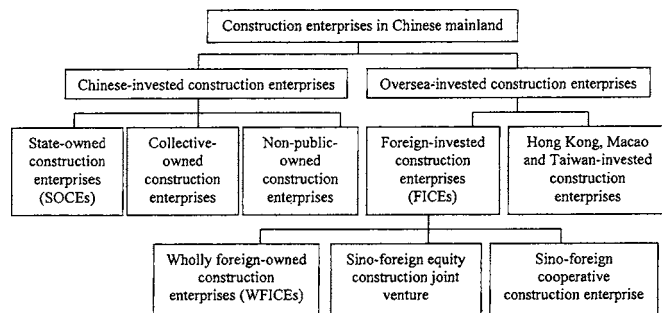 Construction enterprises in Chinese mainland
Chinese-invested construction enterprises
Oversea-invested construction enterprises
State-owned
construction
enterprises
(SOCEs)
Collective-
owned
construction
enterprises
Non-public-
owned
construction
enterprises
Foreign-invested
construction
enterprises
(FICEs)
Hong Kong, Macao
and Taiwan-invested
construction
enterprises
Wholly foreign-owned
construction
enterprises (WFICEs)
Sino-foreign equity
construction joint
venture
Sino-foreign
cooperative
construction enterprise